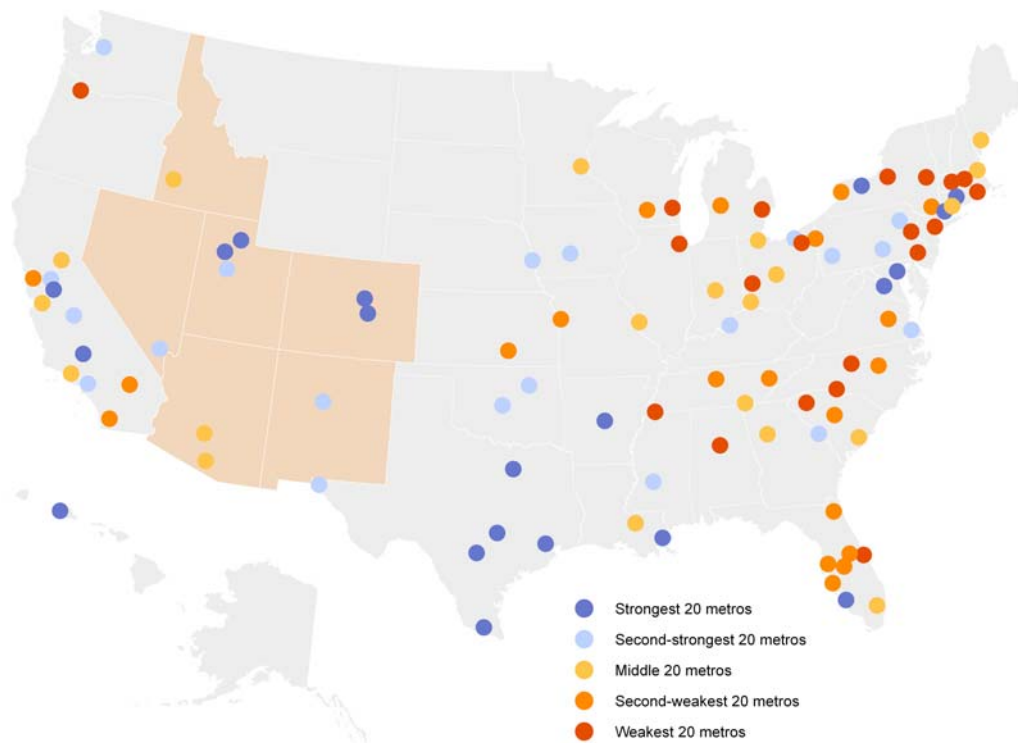 Strongest 20 metros
Second-strongest 20 metros
Middle 20 metros
Second-weakest 20 metros
Weakest 20 metros